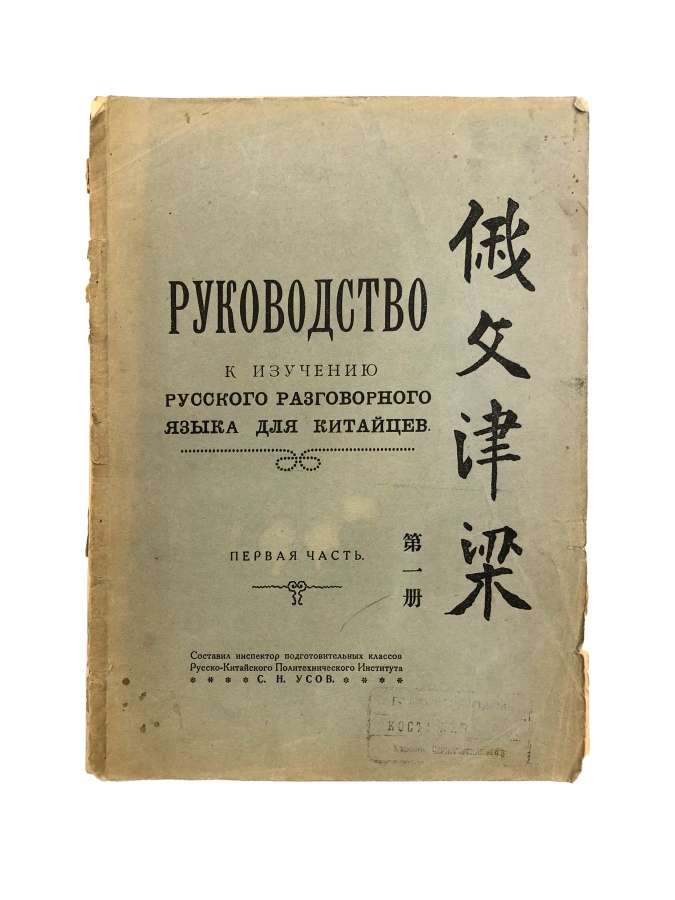 РУКОВОДСТВО
К ИЗУЧЕНИЮ
РУССКОГО РАЗГОВОРНОГО
ЯЗЫКА ДЛЯ КИТАЙЦЕВ.
俄文津梁
ПЕРВАЯ ЧАСТЬ.
第一册
Составил инспектор подготовительных классов
Русско-Китайского Политехнического Института
* * * * С. Н. УСОВ. * * * *